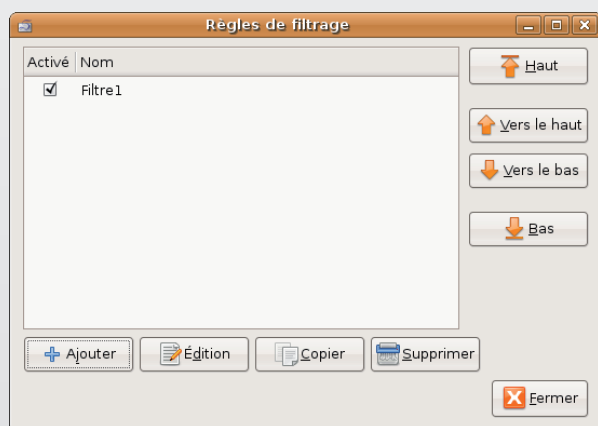 Règles de filtrage
Activé Nom
Filtre1
Haut
Vers le haut
Vers le bas
Bas
Ajouter Édition Copier Supprimer
Fermer